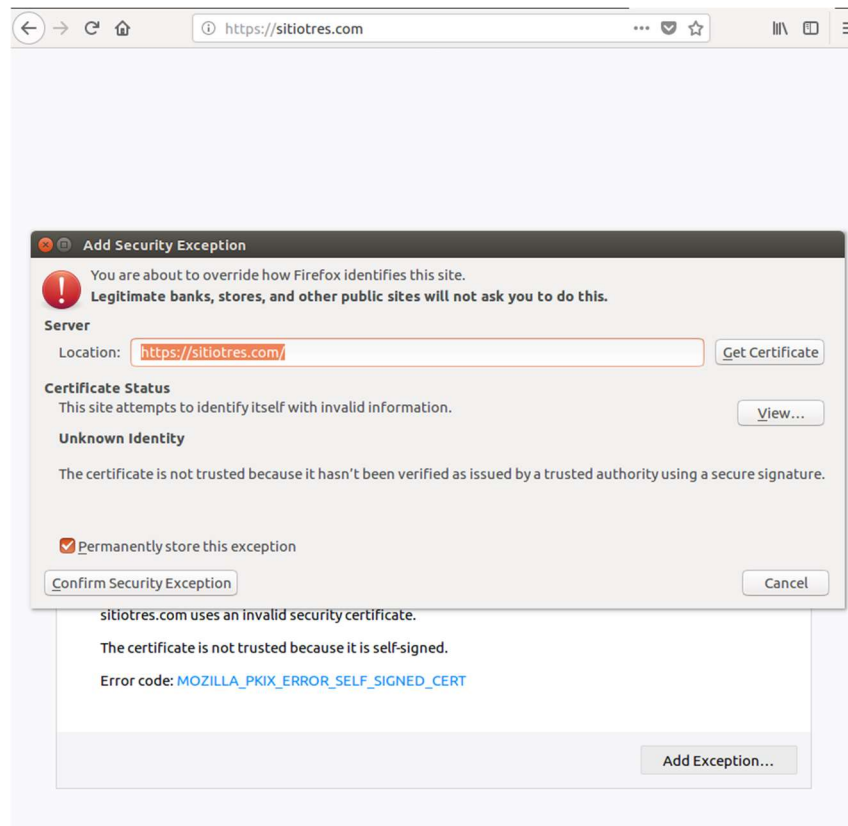 https://sitiotres.com
Add Security Exception
You are about to override how Firefox identifies this site.
Legitimate banks, stores, and other public sites will not ask you to do this.
Server
Location: https://sitiotres.com/ Get Certificate
Certificate Status
This site attempts to identify itself with invalid information.
View...
Unknown Identity
The certificate is not trusted because it hasn't been verified as issued by a trusted authority using a secure signature.
Permanently store this exception
Confirm Security Exception Cancel
sitiotres.com uses an invalid security certificate.
The certificate is not trusted because it is self-signed.
Error code: MOZILLA_PKIX_ERROR_SELF_SIGNED_CERT
Add Exception...